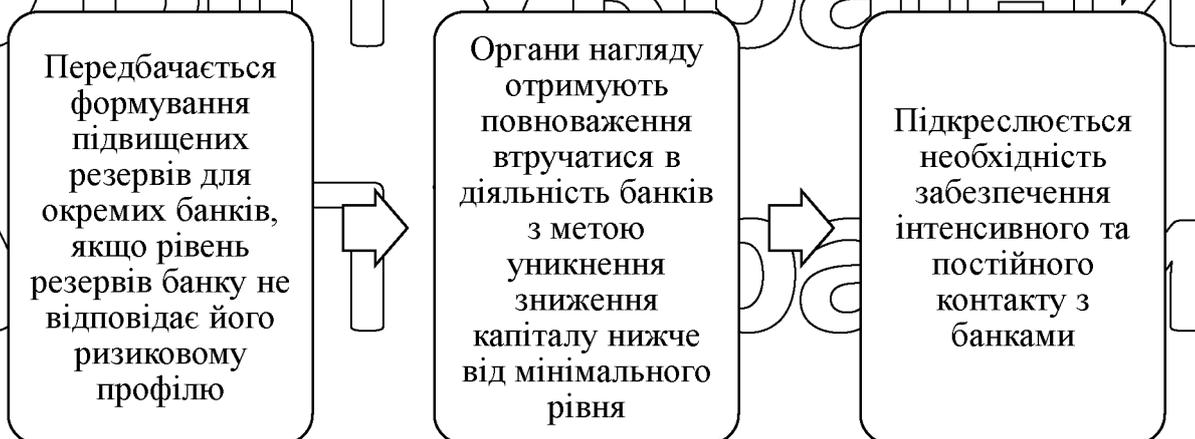 Передбачається
формування
підвищених
резервів для
окремих банків,
якщо рівень
резервів банку не
відповідає його
ризиковому
профілю
Органи нагляду
отримують
повноваження
втручатися в
діяльність банків
з метою
уникнення
зниження
капіталу нижче
від мінімального
рівня
Підкреслюється
необхідність
забезпечення
інтенсивного та
постійного
контакту з
банками